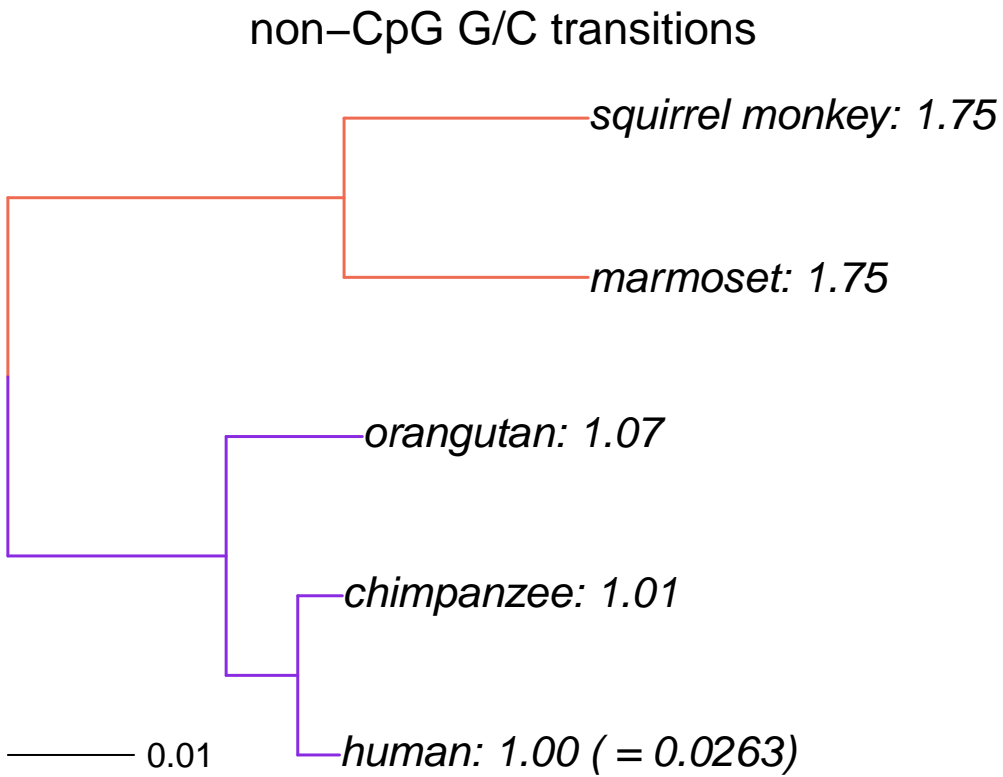 non−CpG G/C transitions
squirrel monkey: 1.75
marmoset: 1.75
orangutan: 1.07
chimpanzee: 1.01
human: 1.00 ( = 0.0263)
0.01